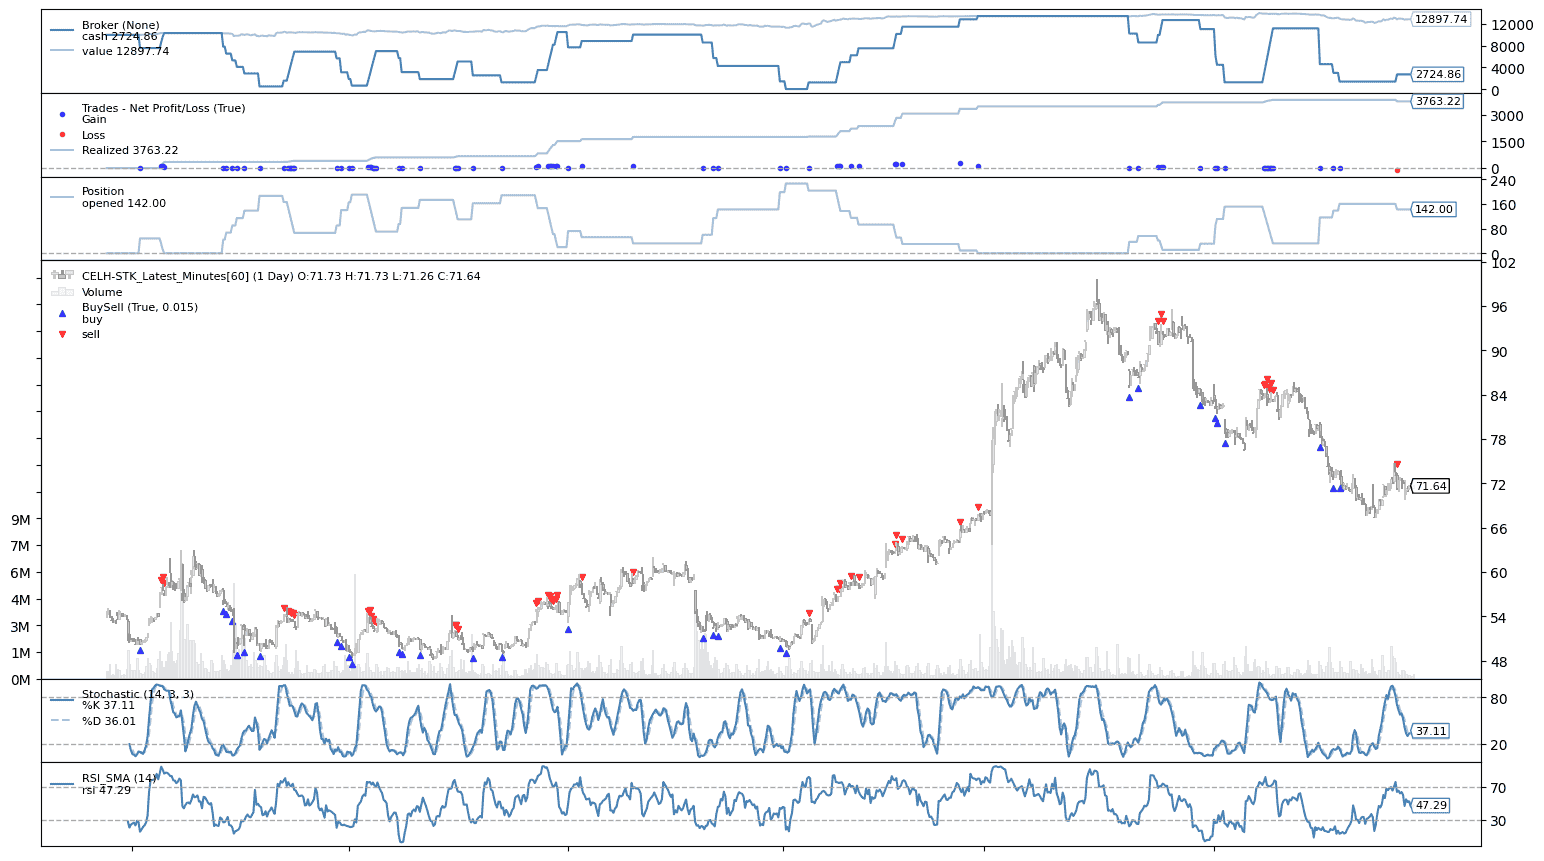 Broker (None)
cash 2724.86
value 12897.74
12897.74
12000
8000
4000
2724.86
0
Trades - Net Profit/Loss (True)
Gain
Loss
Realized 3763.22
3763.22
3000
1500
0
Position
opened 142.00
240
160
142.00
80
0
CELH-STK_Latest_Minutes[60] (1 Day) O:71.73 H:71.73 L:71.26 C:71.64
Volume
BuySell (True, 0.015)
buy
sell
102
96
90
84
78
72
71.64
66
60
54
48
9M
7M
6M
4M
3M
1M
0M
Stochastic (14, 3, 3)
%K 37.11
%D 36.01
80
37.11
20
RSI_SMA (14)
rsi 47.29
70
47.29
30